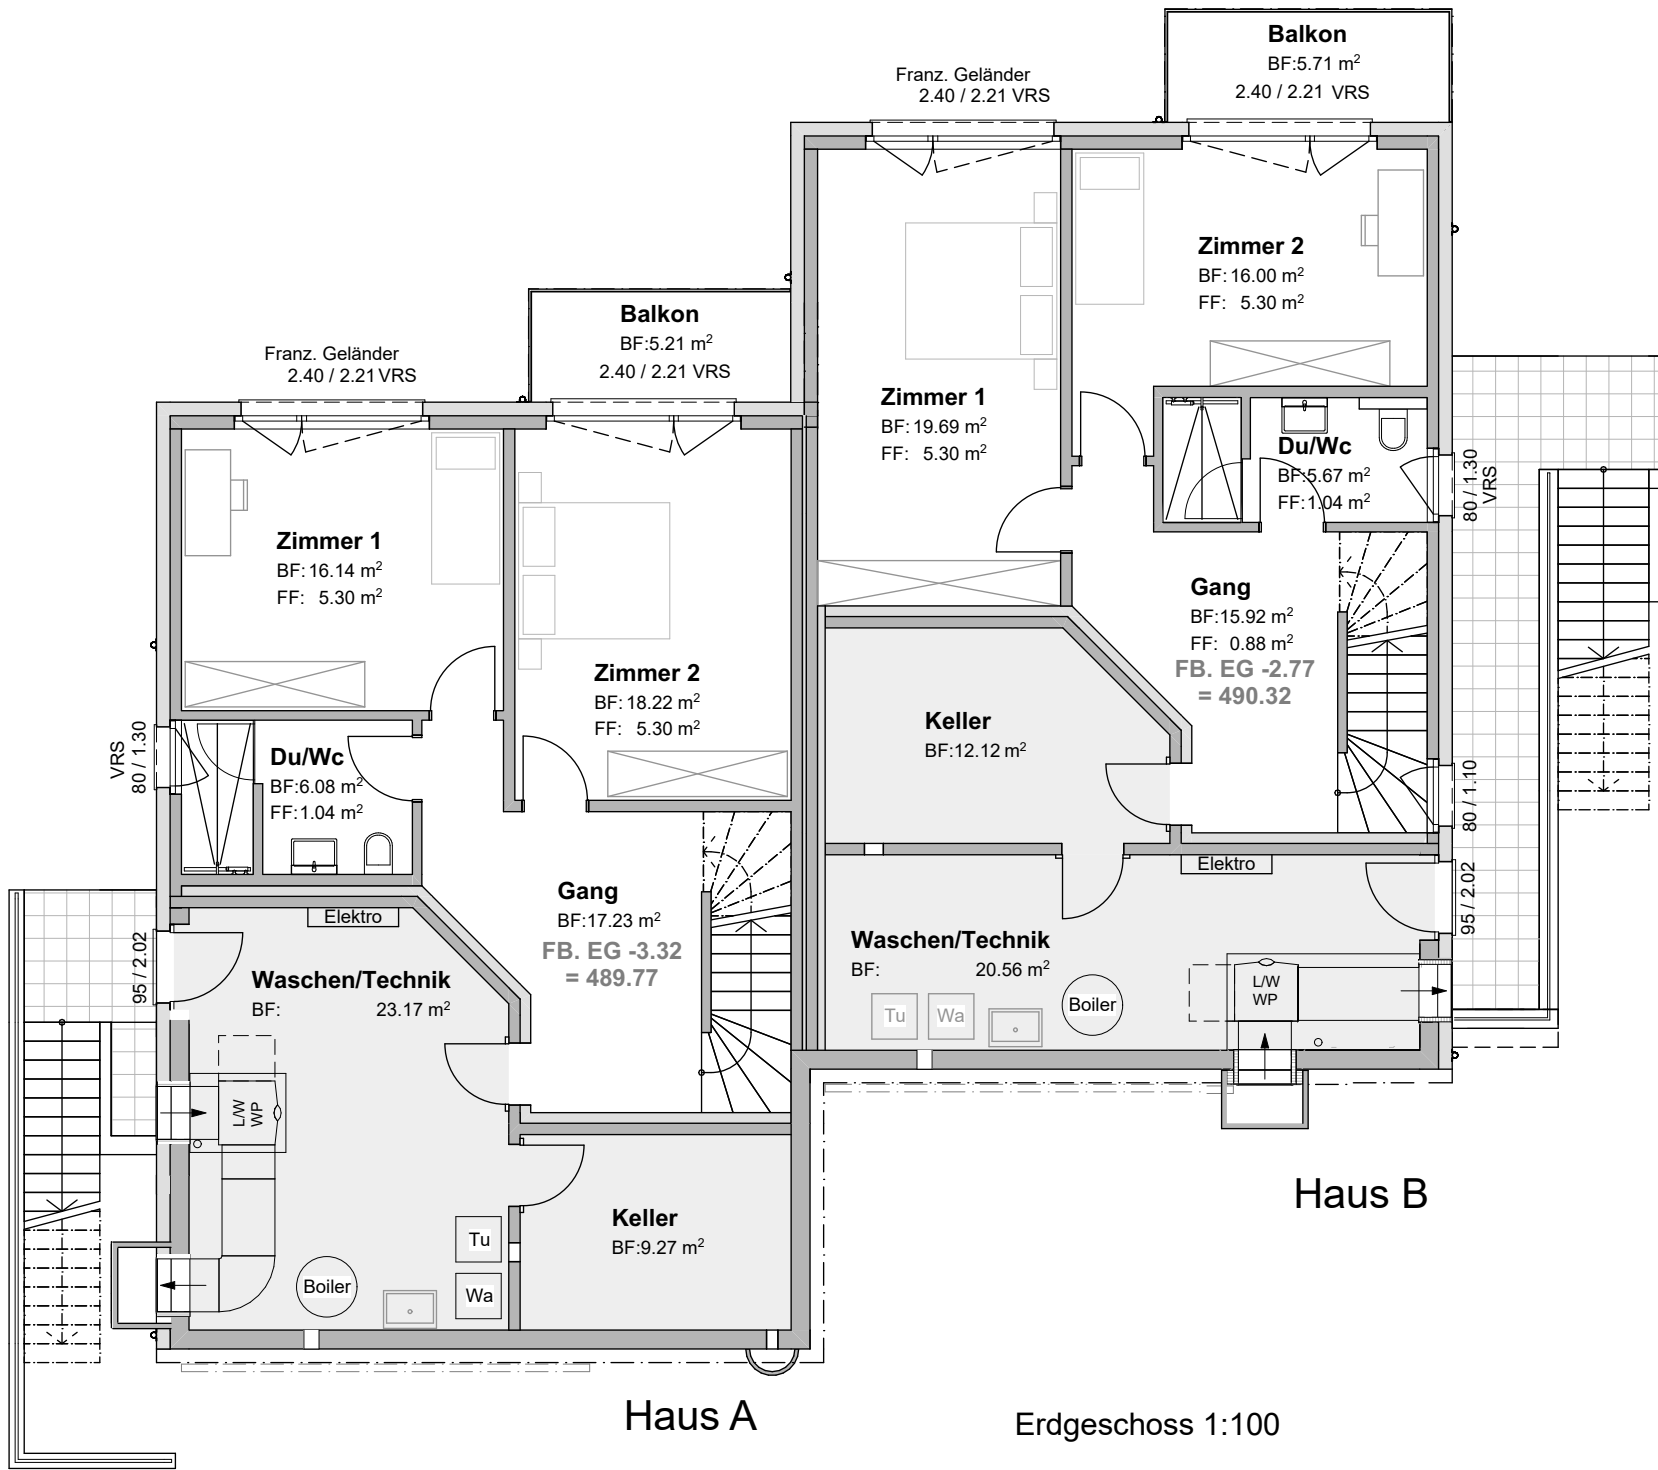 Balkon
BF:5.71 m²
2.40 / 2.21 VRS
Franz. Geländer
2.40 / 2.21 VRS
Zimmer 2
BF: 16.00 m²
FF: 5.30 m²
Zimmer 1
BF: 19.69 m²
FF: 5.30 m²
Du/Wc
BF:5.67 m²
FF:1.04 m²
80 / 1.30
VRS
Gang
BF:15.92 m²
FF: 0.88 m²
FB. EG -2.77
= 490.32
Keller
BF:12.12 m²
80 / 1.10
Elektro
95 / 2.02
Waschen/Technik
BF: 20.56 m²
Tu
Wa
Boiler
L/W
WP
Haus B
Balkon
BF:5.21 m²
2.40 / 2.21 VRS
Franz. Geländer
2.40 / 2.21 VRS
Zimmer 1
BF: 16.14 m²
FF: 5.30 m²
Zimmer 2
BF: 18.22 m²
FF: 5.30 m²
VRS
80 / 1.30
Du/Wc
BF:6.08 m²
FF:1.04 m²
Gang
BF:17.23 m²
FB. EG -3.32
= 489.77
Elektro
95 / 2.02
Waschen/Technik
BF: 23.17 m²
L/W
WP
Keller
BF:9.27 m²
Tu
Wa
Boiler
Haus A
Erdgeschoss 1:100